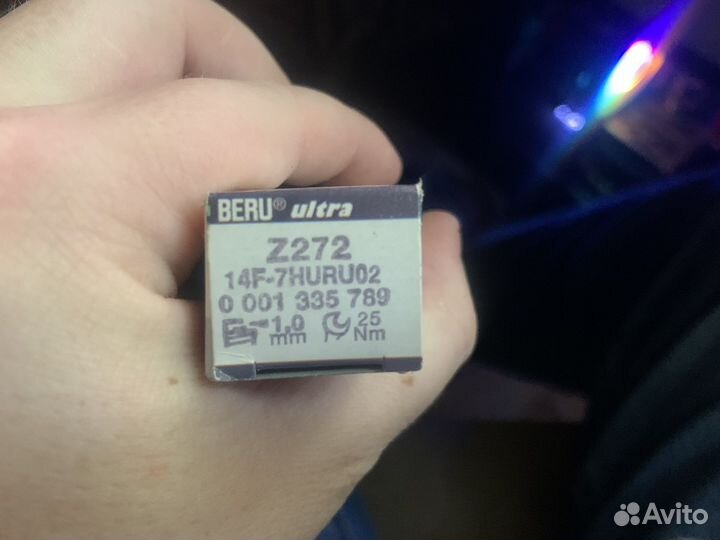 BERU® ultra
Z272
14F-7HURU02
0 001 335 789
1,0 mm 25 Nm
Avito